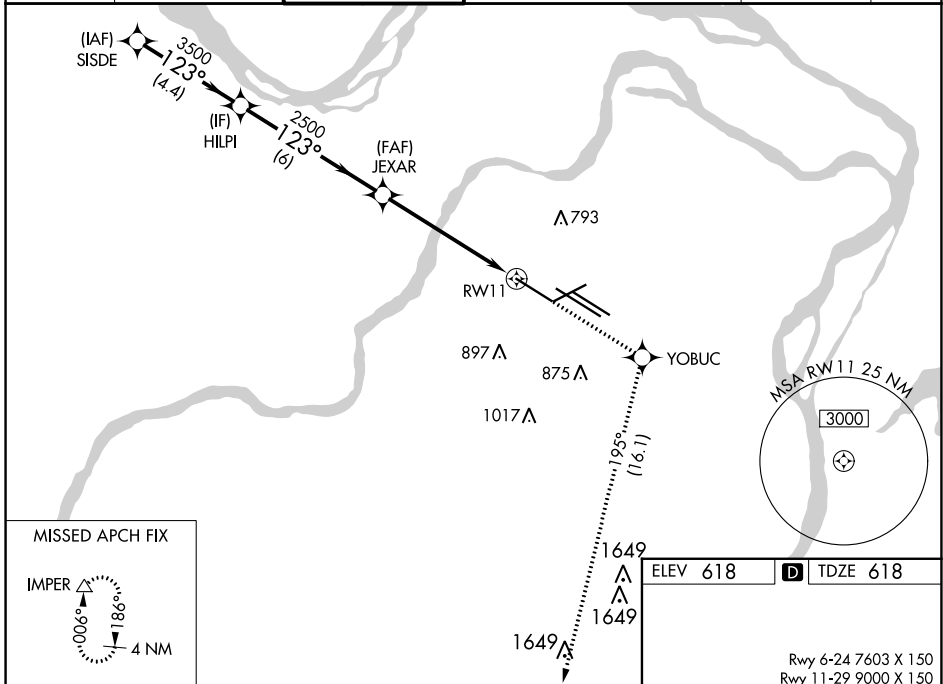 (IAF)
SISDE
3500
123°
(4.4)
(IF)
HILPI
2500
123°
(6)
(FAF)
JEXAR
793
RW11
897
875
YOBUC
1017
MSA RW11 25 NM
3000
195°
(16.1)
MISSED APCH FIX
IMPER
006°
186°
4 NM
1649
1649
1649
ELEV 618
D
TDZE 618
Rwy 6-24 7603 X 150
Rwy 11-29 9000 X 150